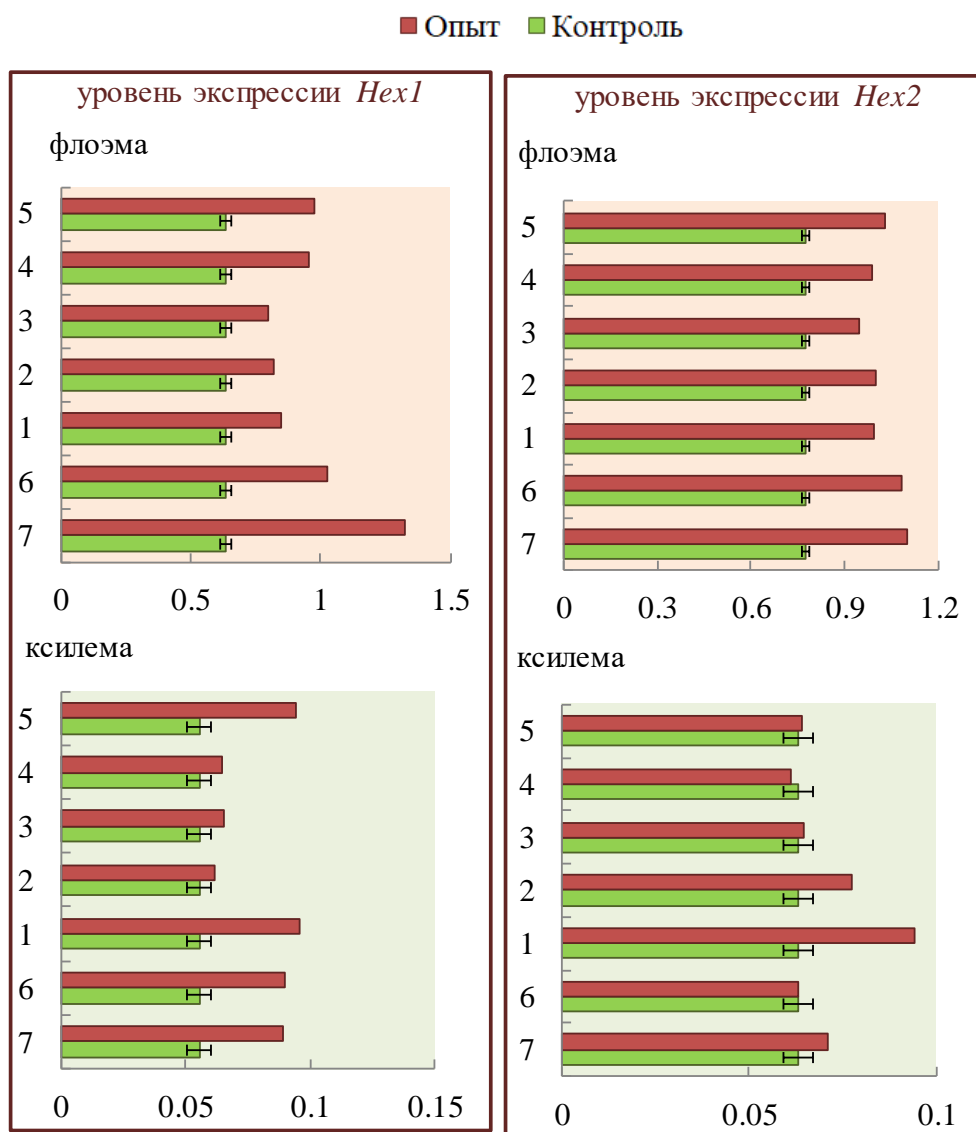 Опыт Контроль
уровень экспрессии Hex1
флоэма
5
4
3
2
1
6
7
0 0.5 1 1.5
ксилема
5
4
3
2
1
6
7
0 0.05 0.1 0.15
уровень экспрессии Hex2
флоэма
5
4
3
2
1
6
7
0 0.3 0.6 0.9 1.2
ксилема
5
4
3
2
1
6
7
0 0.05 0.1